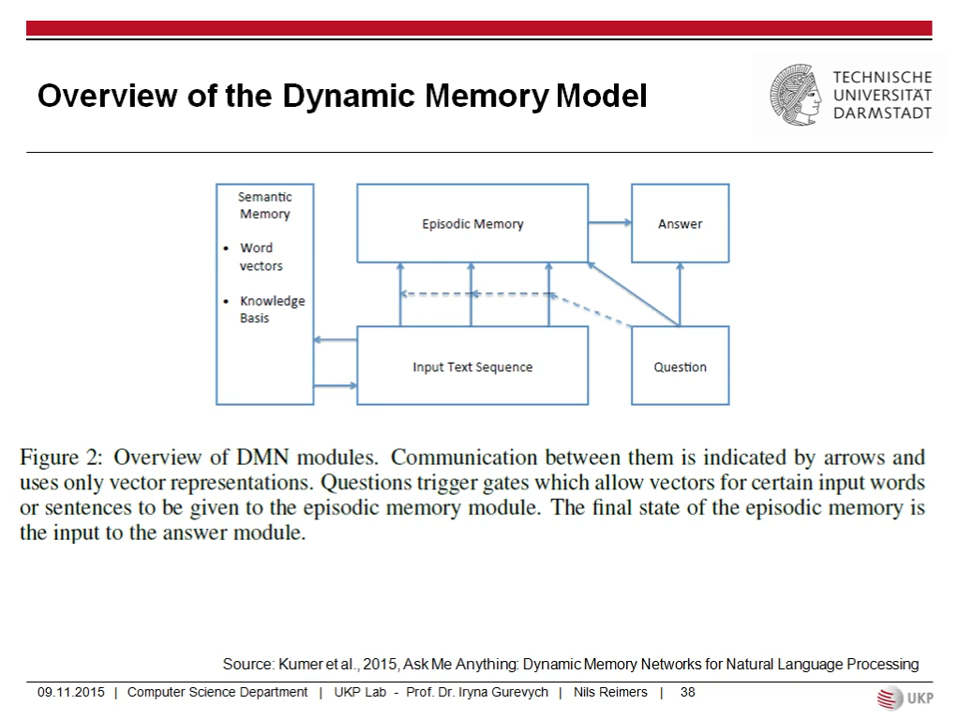 Overview of the Dynamic Memory Model
TECHNISCHE
UNIVERSITÄT
DARMSTADT
Semantic
Memory
• Word
vectors
• Knowledge
Basis
Episodic Memory
Answer
Input Text Sequence
Question
Figure 2: Overview of DMN modules. Communication between them is indicated by arrows and
uses only vector representations. Questions trigger gates which allow vectors for certain input words
or sentences to be given to the episodic memory module. The final state of the episodic memory is
the input to the answer module.
Source: Kumer et al., 2015, Ask Me Anything: Dynamic Memory Networks for Natural Language Processing
09.11.2015 | Computer Science Department | UKP Lab - Prof. Dr. Iryna Gurevych | Nils Reimers | 38
UKP